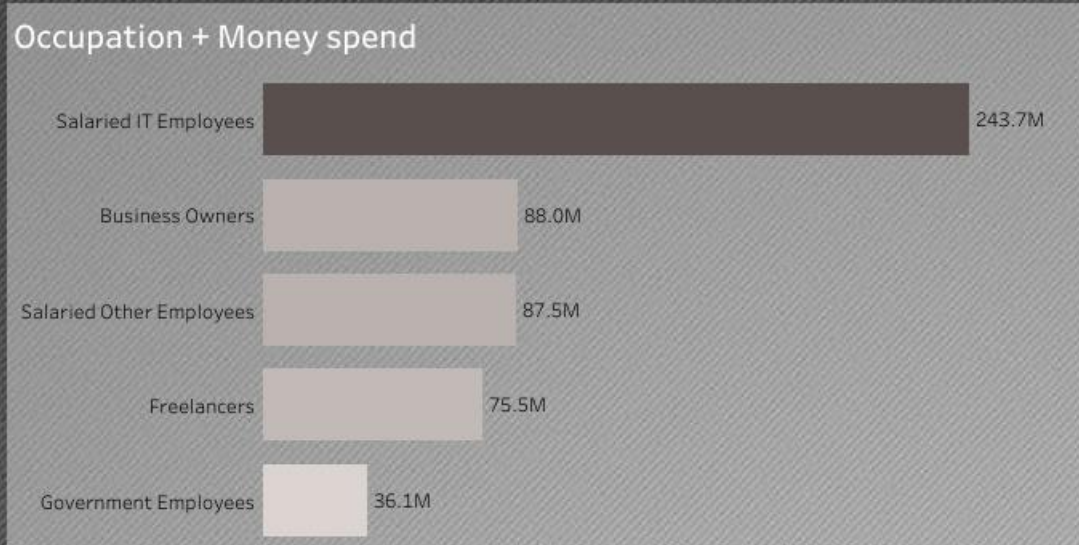 Occupation + Money spend
Salaried IT Employees 243.7M
Business Owners 88.0M
Salaried Other Employees 87.5M
Freelancers 75.5M
Government Employees 36.1M